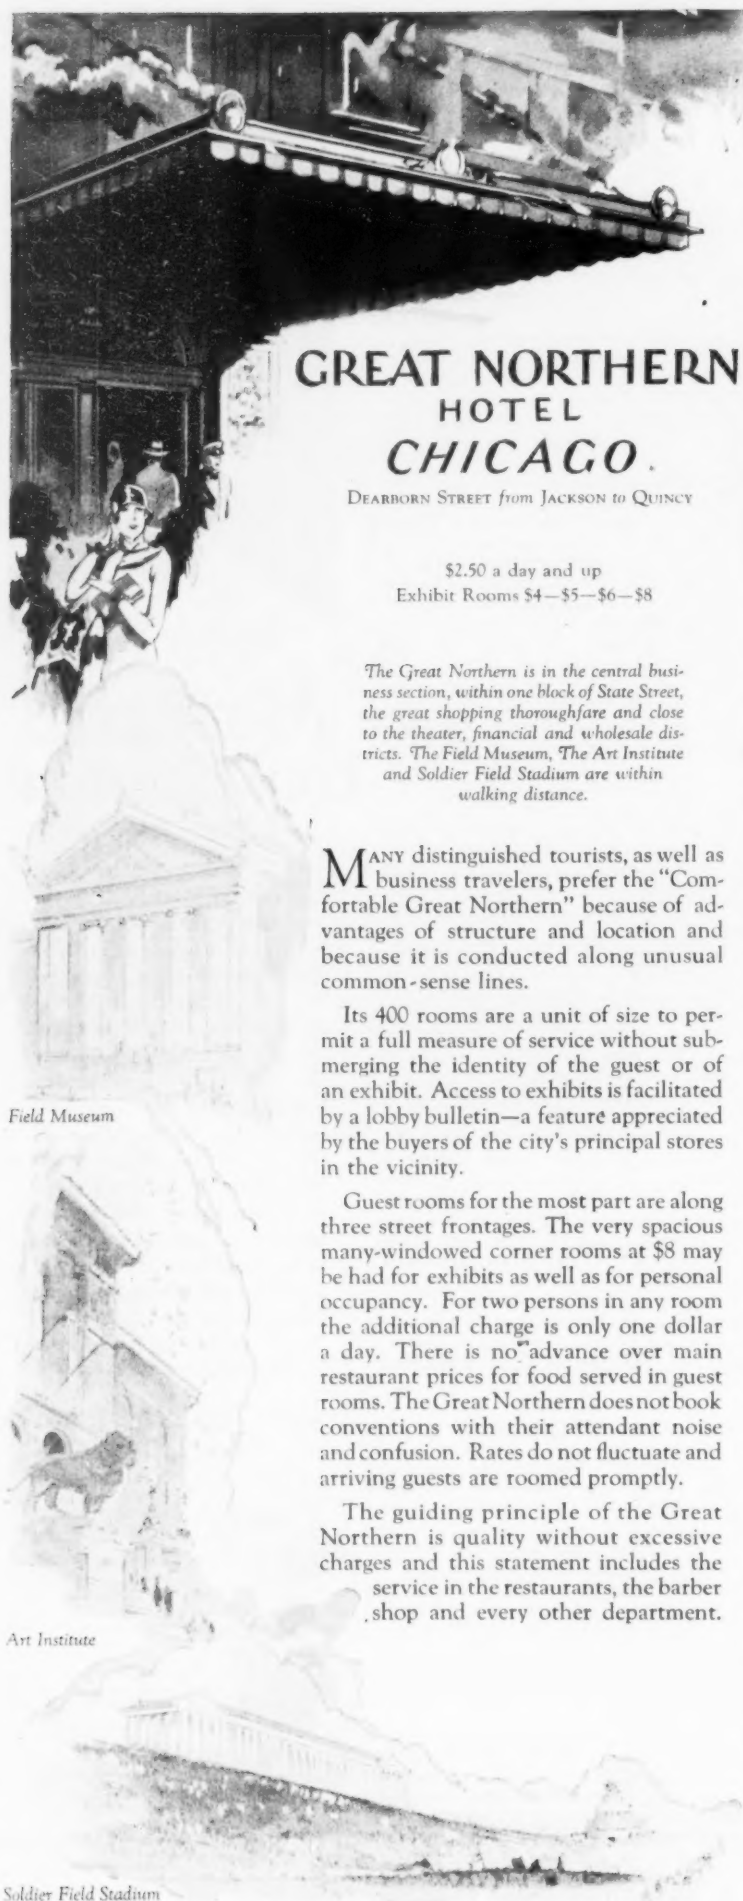 GREAT NORTHERN
HOTEL
CHICAGO.
DEARBORN STREET from JACKSON to QUINCY
$2.50 a day and up
Exhibit Rooms $4—$5—$6—$8
The Great Northern is in the central busi-
ness section, within one block of State Street,
the great shopping thoroughfare and close
to the theater, financial and wholesale dis-
tricts. The Field Museum, The Art Institute
and Soldier Field Stadium are within
walking distance.
MANY distinguished tourists, as well as
business travelers, prefer the "Com-
fortable Great Northern" because of ad-
vantages of structure and location and
because it is conducted along unusual
common-sense lines.
Its 400 rooms are a unit of size to per-
mit a full measure of service without sub-
merging the identity of the guest or of
an exhibit. Access to exhibits is facilitated
by a lobby bulletin—a feature appreciated
by the buyers of the city's principal stores
in the vicinity.
Guest rooms for the most part are along
three street frontages. The very spacious
many-windowed corner rooms at $8 may
be had for exhibits as well as for personal
occupancy. For two persons in any room
the additional charge is only one dollar
a day. There is no advance over main
restaurant prices for food served in guest
rooms. The Great Northern does not book
conventions with their attendant noise
and confusion. Rates do not fluctuate and
arriving guests are roomed promptly.
The guiding principle of the Great
Northern is quality without excessive
charges and this statement includes the
service in the restaurants, the barber
shop and every other department.
Field Museum
Art Institute
Soldier Field Stadium